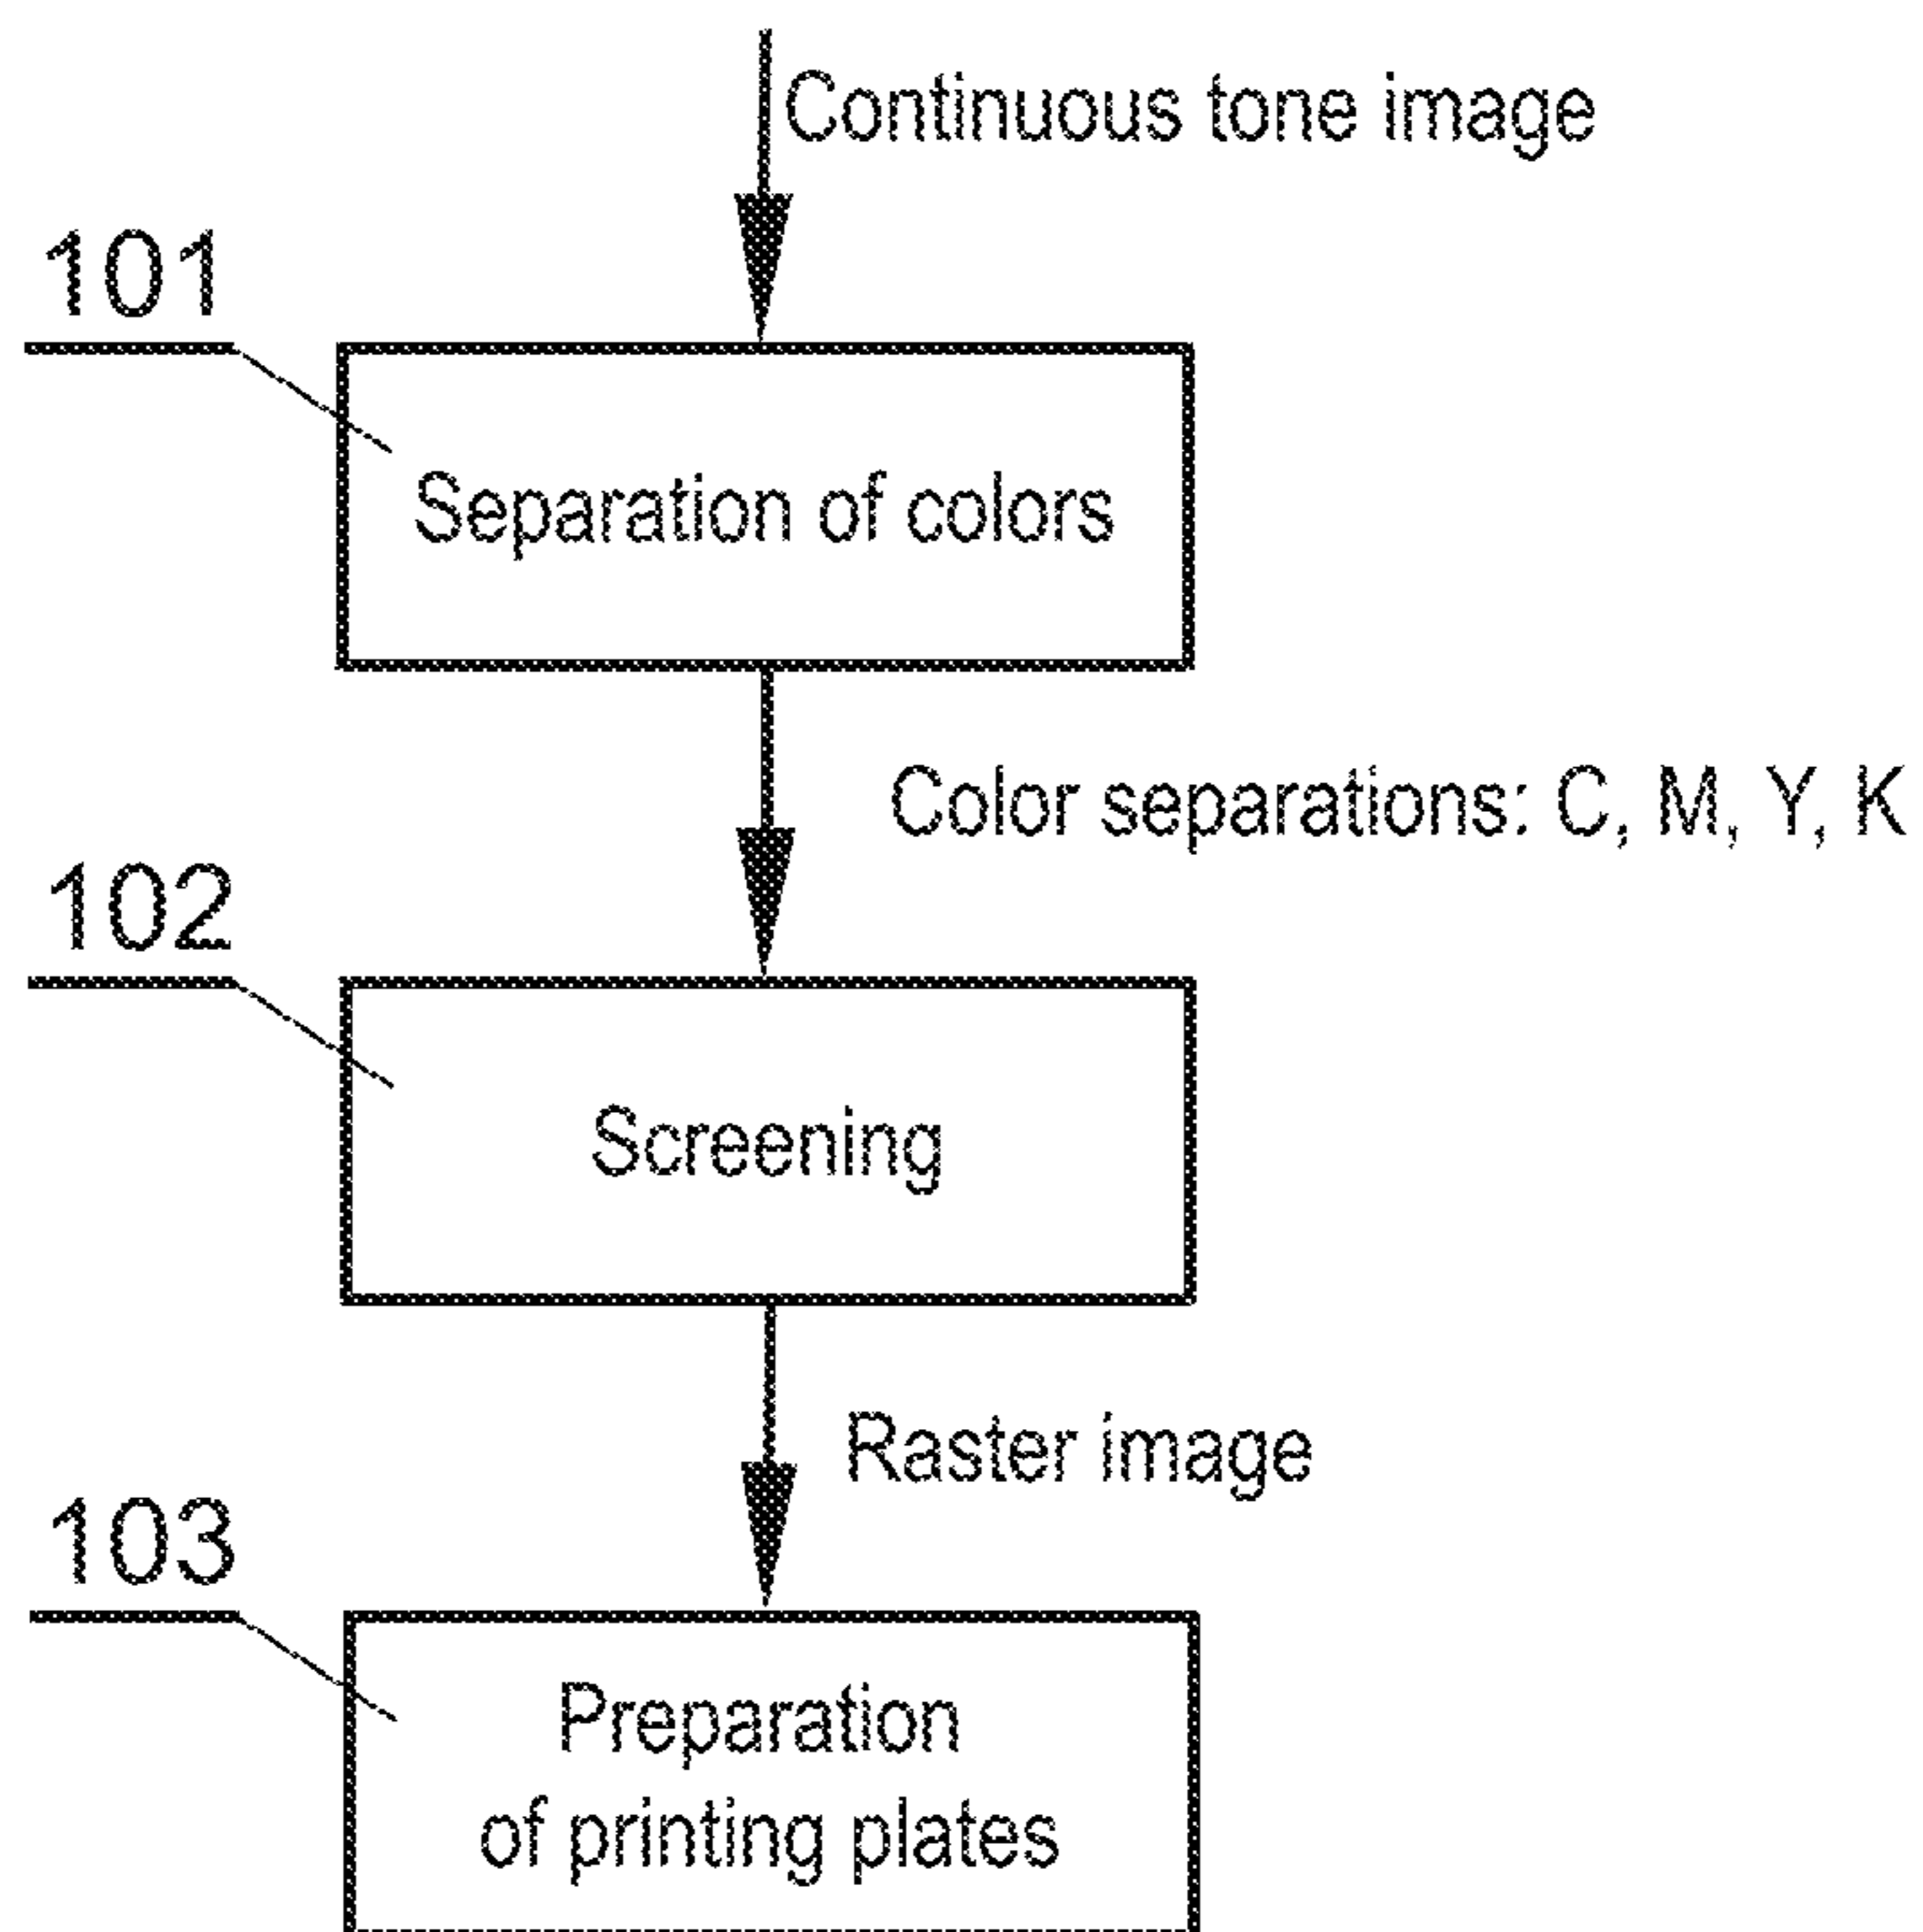 Continuous tone image
101
Separation of colors
Color separations: C, M, Y, K
102
Screening
Raster image
103
Preparation
of printing plates